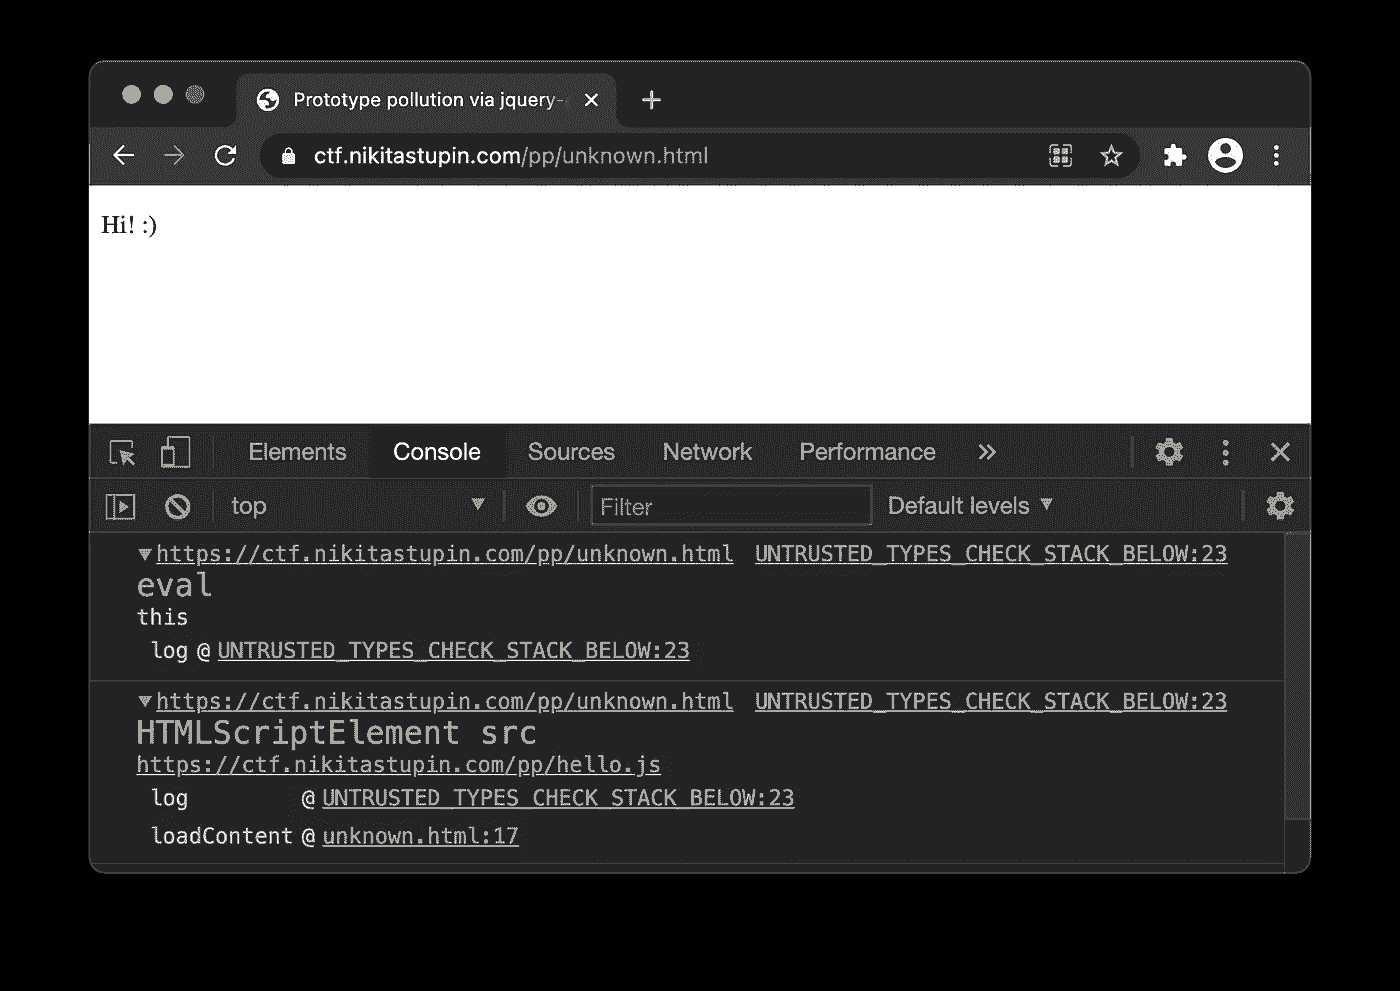 Prototype pollution via jquery-
ctf.nikitastupin.com/pp/unknown.html
Hi! :)
Elements Console Sources Network Performance
top Filter Default levels
https://ctf.nikitastupin.com/pp/unknown.html UNTRUSTED_TYPES_CHECK_STACK_BELOW:23
eval
this
log @ UNTRUSTED_TYPES_CHECK_STACK_BELOW:23
https://ctf.nikitastupin.com/pp/unknown.html UNTRUSTED_TYPES_CHECK_STACK_BELOW:23
HTMLScriptElement src
https://ctf.nikitastupin.com/pp/hello.js
log @ UNTRUSTED_TYPES_CHECK_STACK_BELOW:23
loadContent @ unknown.html:17